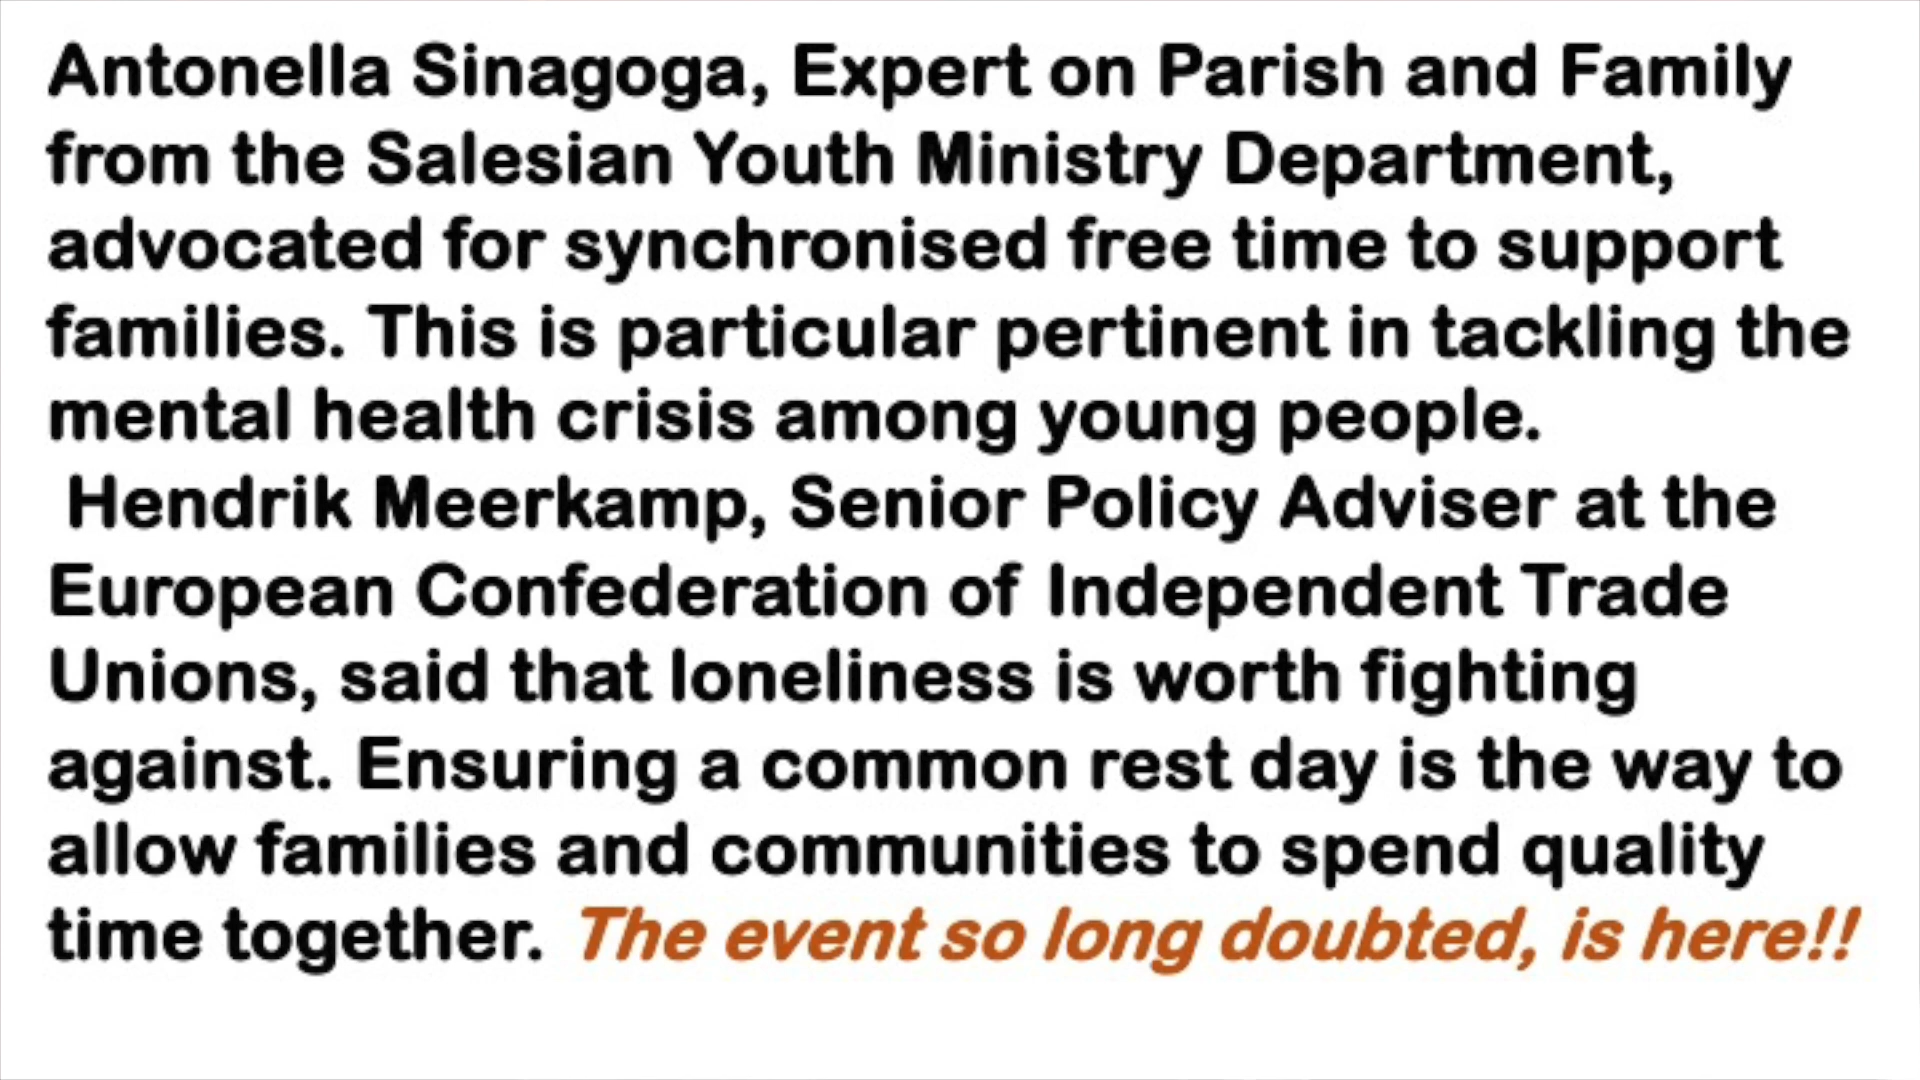 Antonella Sinagoga, Expert on Parish and Family
from the Salesian Youth Ministry Department,
advocated for synchronised free time to support
families. This is particular pertinent in tackling the
mental health crisis among young people.
Hendrik Meerkamp, Senior Policy Adviser at the
European Confederation of Independent Trade
Unions, said that loneliness is worth fighting
against. Ensuring a common rest day is the way to
allow families and communities to spend quality
time together. The event so long doubted, is here!!